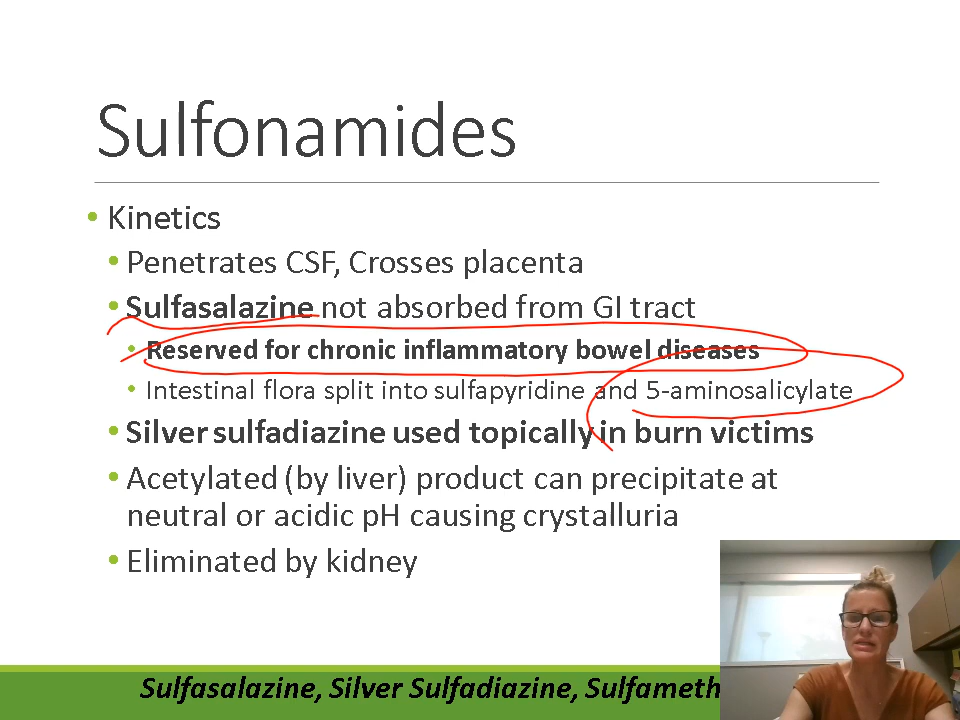 Sulfonamides
• Kinetics
• Penetrates CSF, Crosses placenta
• Sulfasalazine not absorbed from GI tract
• Reserved for chronic inflammatory bowel diseases
• Intestinal flora split into sulfapyridine and 5-aminosalicylate
• Silver sulfadiazine used topically in burn victims
• Acetylated (by liver) product can precipitate at
neutral or acidic pH causing crystalluria
• Eliminated by kidney
Sulfasalazine, Silver Sulfadiazine, Sulfameth